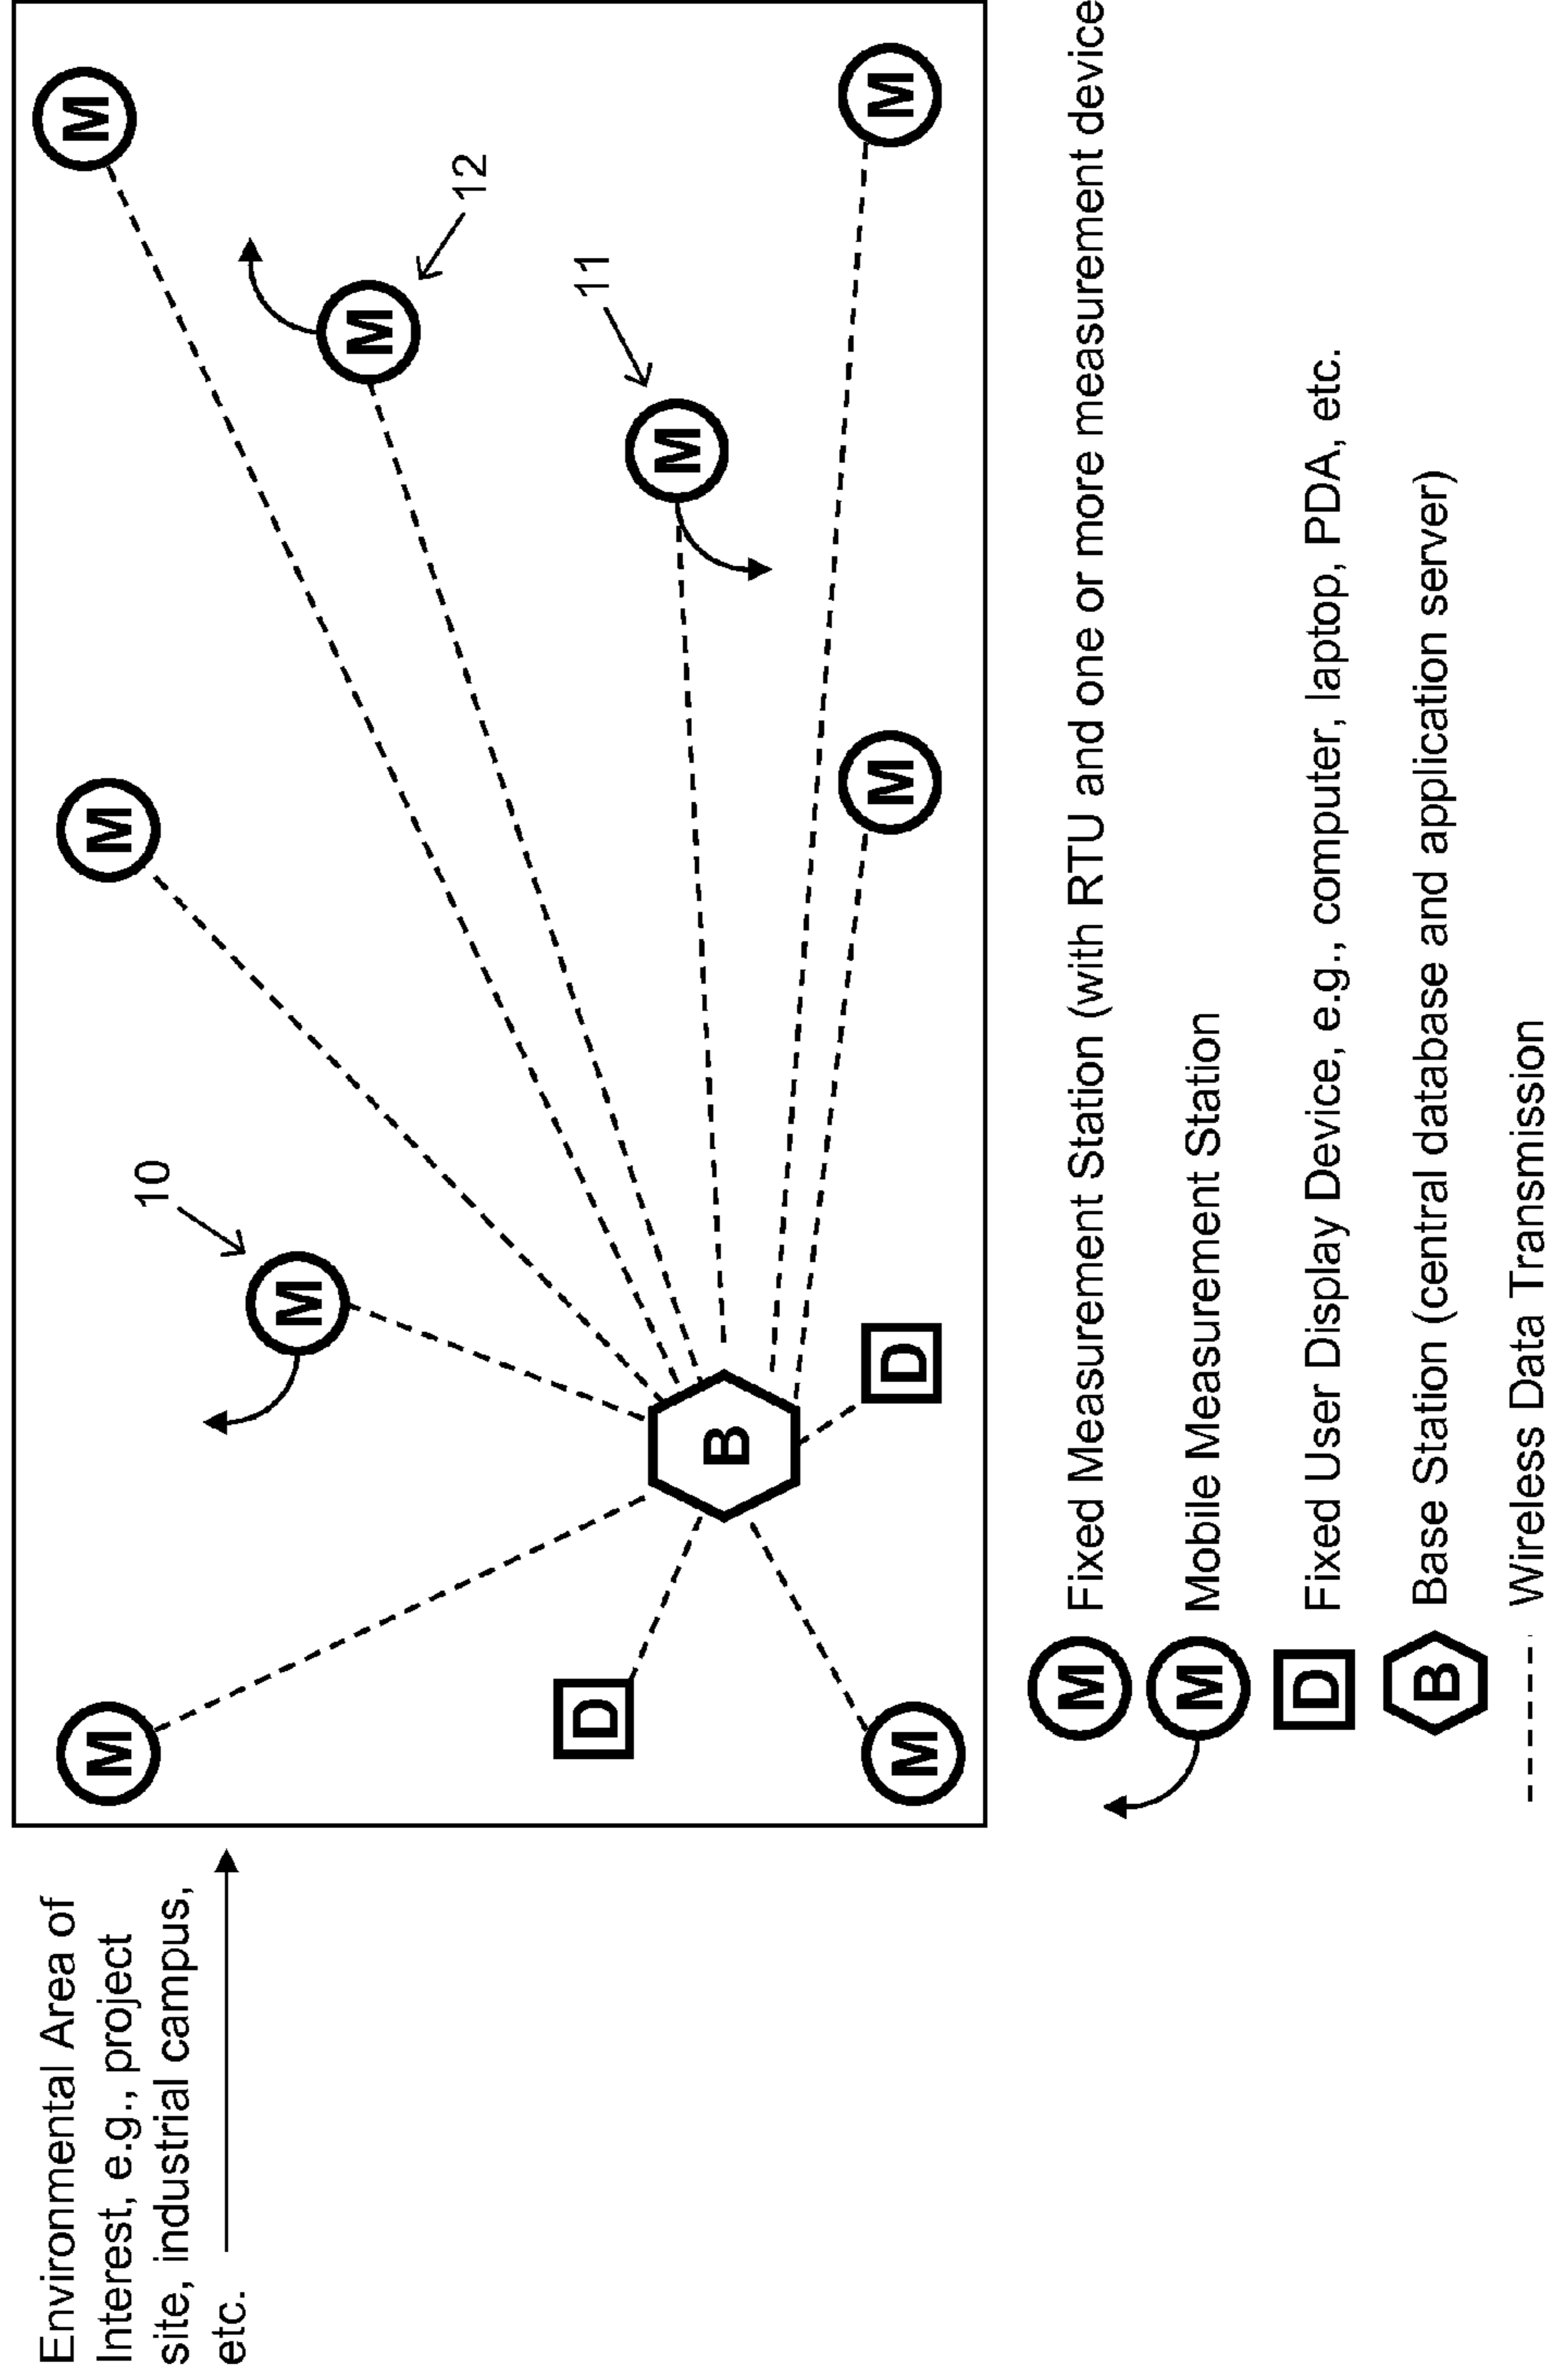 Environmental Area of
Interest, e.g., project
site, industrial campus,
etc.
M
M
M
10
M
12
M
11
M
D
B
D
M
M
M
M Fixed Measurement Station (with RTU and one or more measurement device
M Mobile Measurement Station
D Fixed User Display Device, e.g., computer, laptop, PDA, etc.
B Base Station (central database and application server)
Wireless Data Transmission